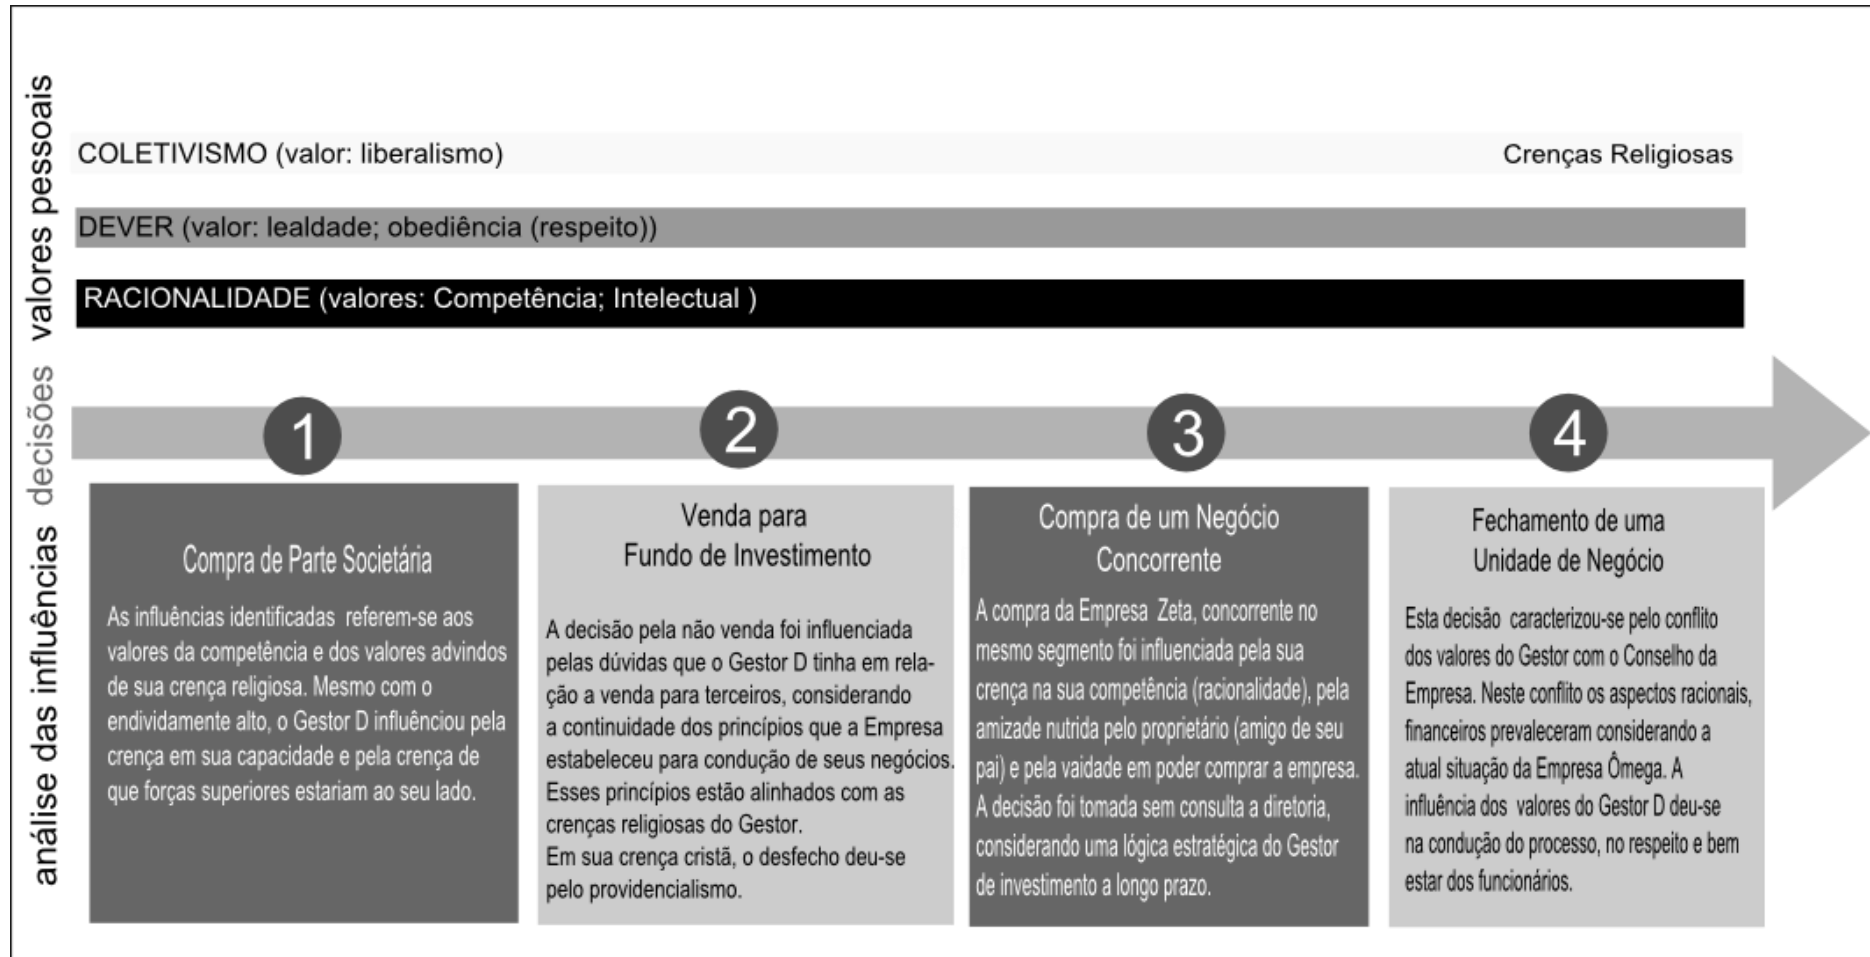 valores pessoais
COLETIVISMO (valor: liberalismo)
Crenças Religiosas
DEVER (valor: lealdade; obediência (respeito))
RACIONALIDADE (valores: Competência; Intelectual )
decisões
1
2
3
4
análise das influências
Compra de Parte Societária
As influências identificadas referem-se aos
valores da competência e dos valores advindos
de sua crença religiosa. Mesmo com o
endividamente alto, o Gestor D influênciou pela
crença em sua capacidade e pela crença de
que forças superiores estariam ao seu lado.
Venda para
Fundo de Investimento
A decisão pela não venda foi influenciada
pelas dúvidas que o Gestor D tinha em rela-
ção a venda para terceiros, considerando
a continuidade dos princípios que a Empresa
estabeleceu para condução de seus negócios.
Esses princípios estão alinhados com as
crenças religiosas do Gestor.
Em sua crença cristã, o desfecho deu-se
pelo providencialismo.
Compra de um Negócio
Concorrente
A compra da Empresa Zeta, concorrente no
mesmo segmento foi influenciada pela sua
crença na sua competência (racionalidade), pela
amizade nutrida pelo proprietário (amigo de seu
pai) e pela vaidade em poder comprar a empresa.
A decisão foi tomada sem consulta a diretoria,
considerando uma lógica estratégica do Gestor
de investimento a longo prazo.
Fechamento de uma
Unidade de Negócio
Esta decisão caracterizou-se pelo conflito
dos valores do Gestor com o Conselho da
Empresa. Neste conflito os aspectos racionais,
financeiros prevaleceram considerando a
atual situação da Empresa Ômega. A
influência dos valores do Gestor D deu-se
na condução do processo, no respeito e bem
estar dos funcionários.